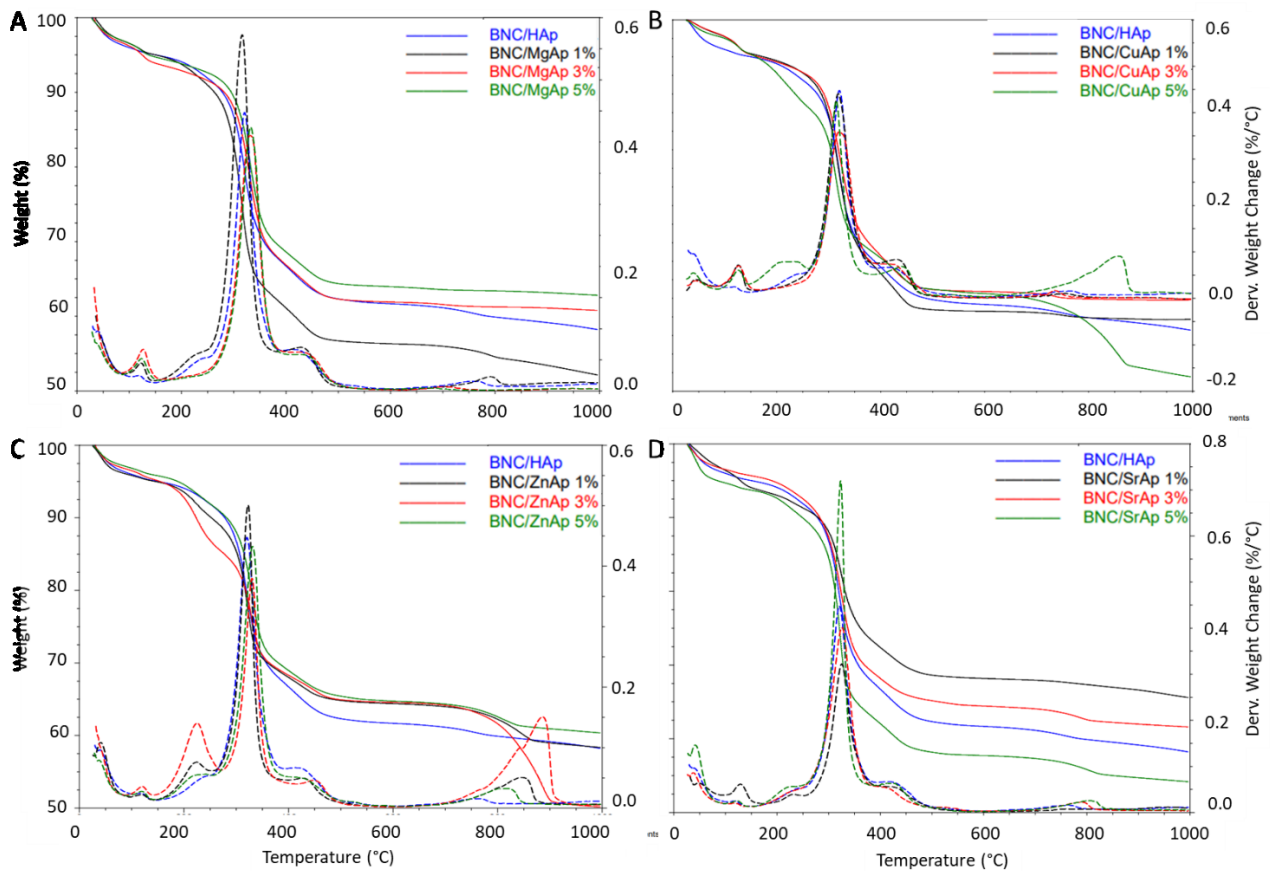 A
100
90
80
70
60
50
Weight (%)
BNC/HAp
BNC/MgAp 1%
BNC/MgAp 3%
BNC/MgAp 5%
0.6
0.4
0.2
0.0
0 200 400 600 800 1000
B
BNC/HAp
BNC/CuAp 1%
BNC/CuAp 3%
BNC/CuAp 5%
0.6
0.4
0.2
0.0
-0.2
Derv. Weight Change (%/°C)
0 200 400 600 800 1000
ments
C
100
90
80
70
60
50
Weight (%)
BNC/HAp
BNC/ZnAp 1%
BNC/ZnAp 3%
BNC/ZnAp 5%
0.6
0.4
0.2
0.0
0 200 400 600 800 1000
Temperature (°C)
D
BNC/HAp
BNC/SrAp 1%
BNC/SrAp 3%
BNC/SrAp 5%
0.8
0.6
0.4
0.2
0.0
Derv. Weight Change (%/°C)
0 200 400 600 800 1000
Temperature (°C)